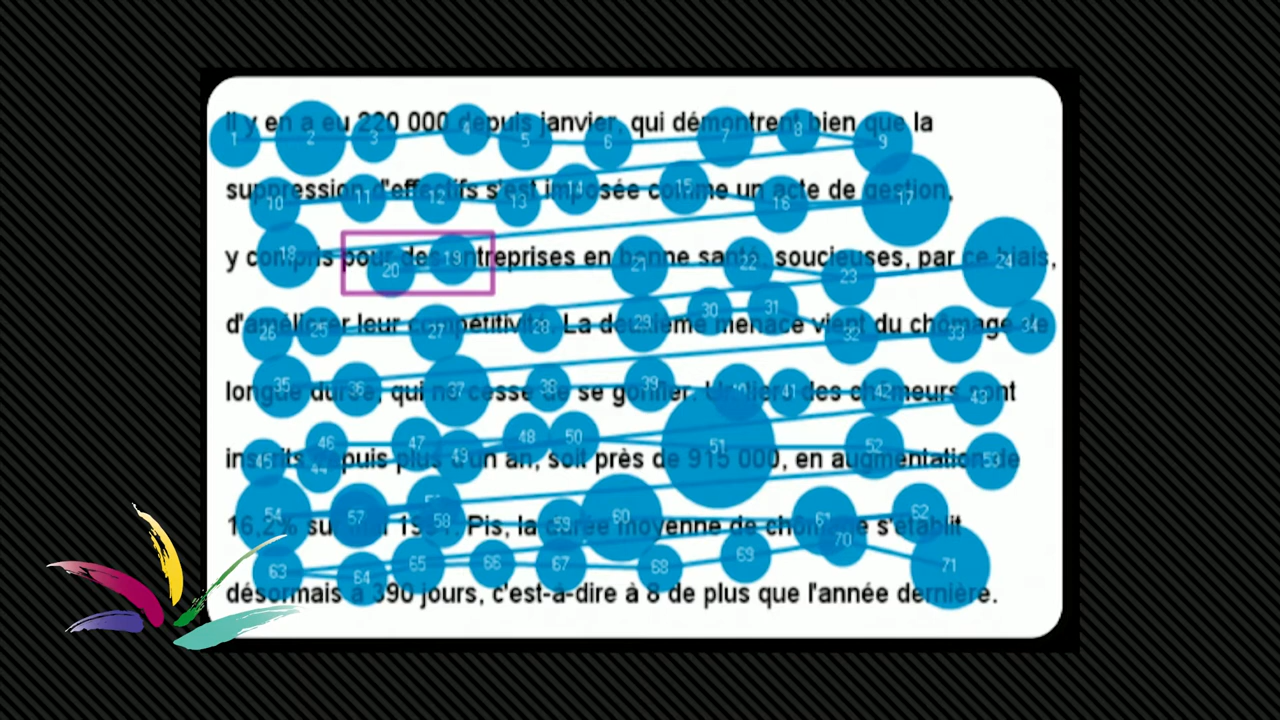 Il y en a eu 220 000 depuis janvier, qui démontrent bien que la
suppression d'effectifs s'est imposée comme un acte de gestion,
y compris pour des entreprises en bonne santé, soucieuses, par ce biais,
d'améliorer leur compétitivité. La deuxième menace vient du chômage de
longue durée, qui ne cesse de se gonfler. Un tiers des chômeurs sont
inscrits depuis plus d'un an, soit près de 915 000, en augmentation de
16,2% sur Pis, la durée moyenne de chômage s'établit
désormais à 390 jours, c'est-à-dire à 8 de plus que l'année dernière.